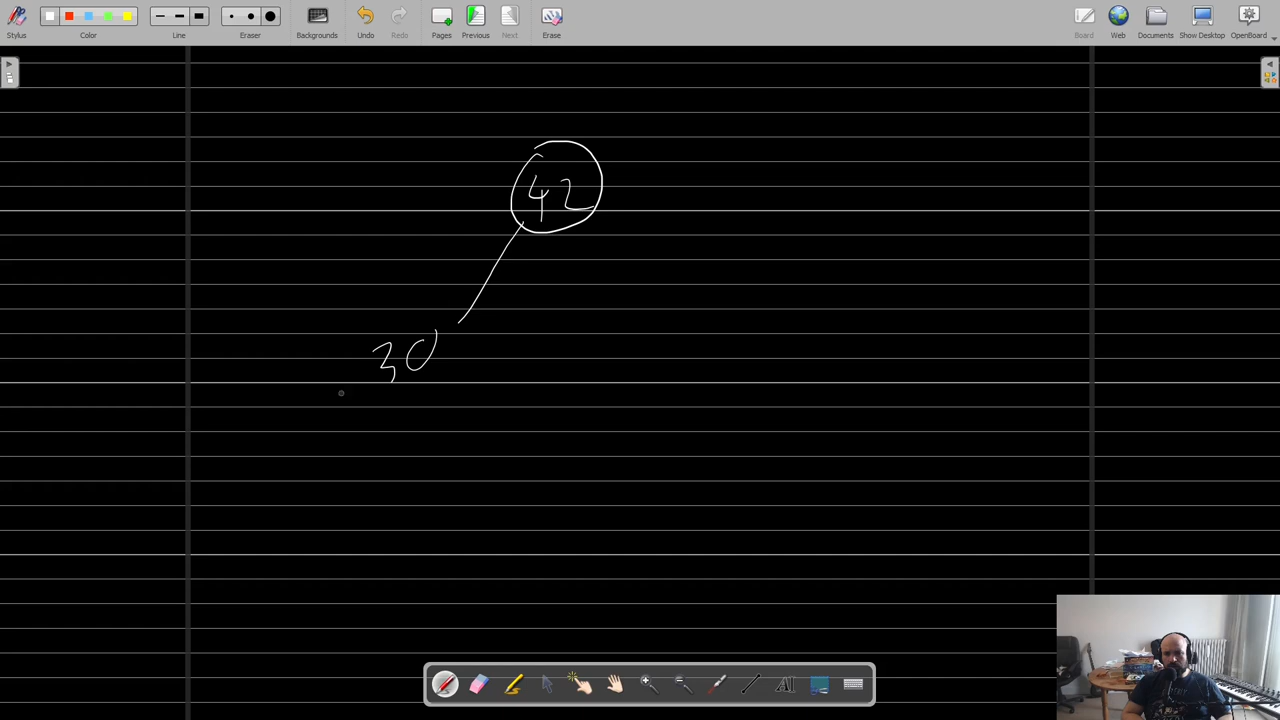 Stylus
Color
Line
Eraser
Backgrounds
Undo
Redo
Pages
Previous
Next
Erase
Board
Web
Documents
Show Desktop
OpenBoard
42
30